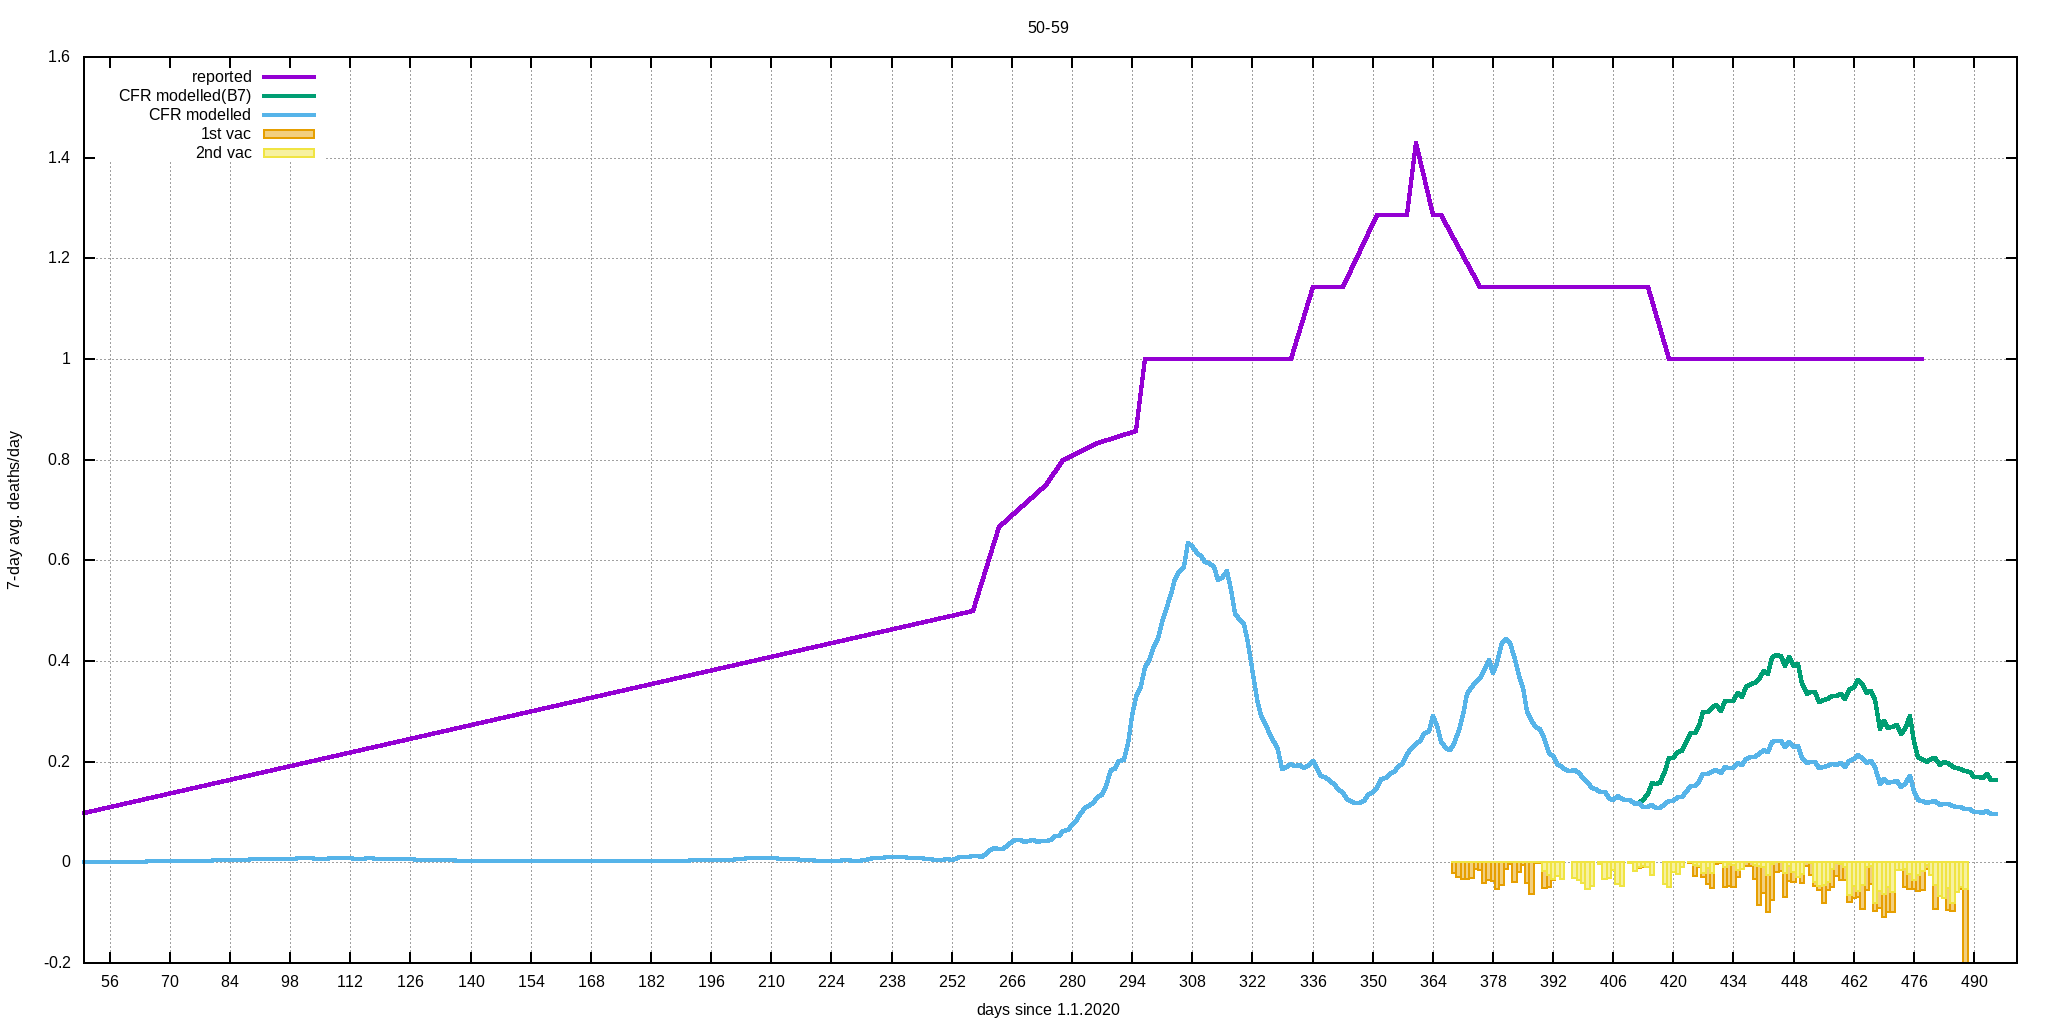 50-59
1.6
1.4
1.2
1
0.8
0.6
0.4
0.2
0
-0.2
reported
CFR modelled(B7)
CFR modelled
1st vac
2nd vac
7-day avg. deaths/day
56 70 84 98 112 126 140 154 168 182 196 210 224 238 252 266 280 294 308 322 336 350 364 378 392 406 420 434 448 462 476 490
days since 1.1.2020